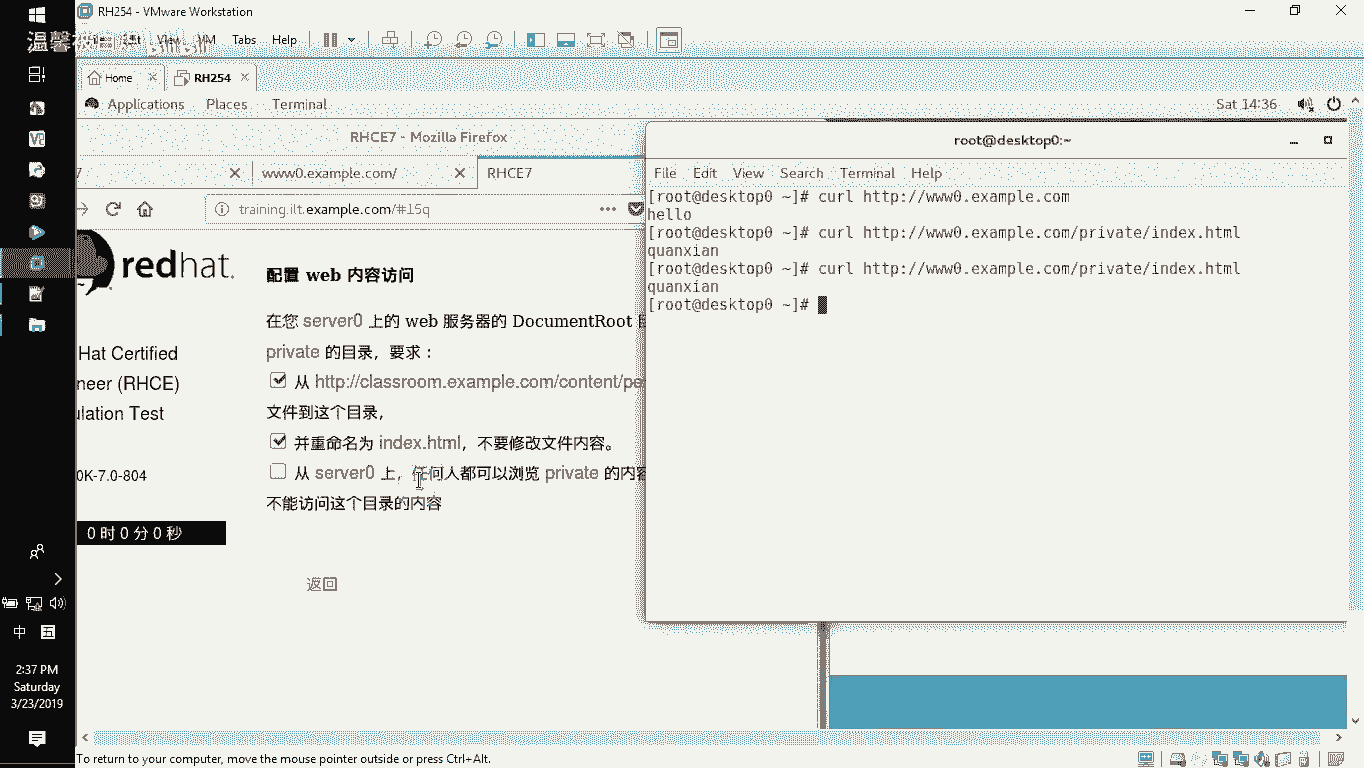 RH254 - VMware Workstation
温馨
View VM Tabs Help
Home
RH254
Applications Places Terminal
Sat 14:36
RHCE7 - Mozilla Firefox
www0.example.com/
RHCE7
training.ilt.example.com/#15q
redhat.
Hat Certified
neer (RHCE)
ulation Test
0K-7.0-804
0 时 0 分 0 秒
配置 web 内容访问
在您 server0 上的 web 服务器的 DocumentRoot
private 的目录，要求：
从 http://classroom.example.com/content/pe
文件到这个目录，
并重命名为 index.html，不要修改文件内容。
从 server0 上，任何人都可以浏览 private 的内容
不能访问这个目录的内容
返回
root@desktop0:~
File Edit View Search Terminal Help
[root@desktop0 ~]# curl http://www0.example.com
hello
[root@desktop0 ~]# curl http://www0.example.com/private/index.html
quanxian
[root@desktop0 ~]# curl http://www0.example.com/private/index.html
quanxian
[root@desktop0 ~]#
中 五
2:37 PM
Saturday
3/23/2019
To return to your computer, move the mouse pointer outside or press Ctrl+Alt.